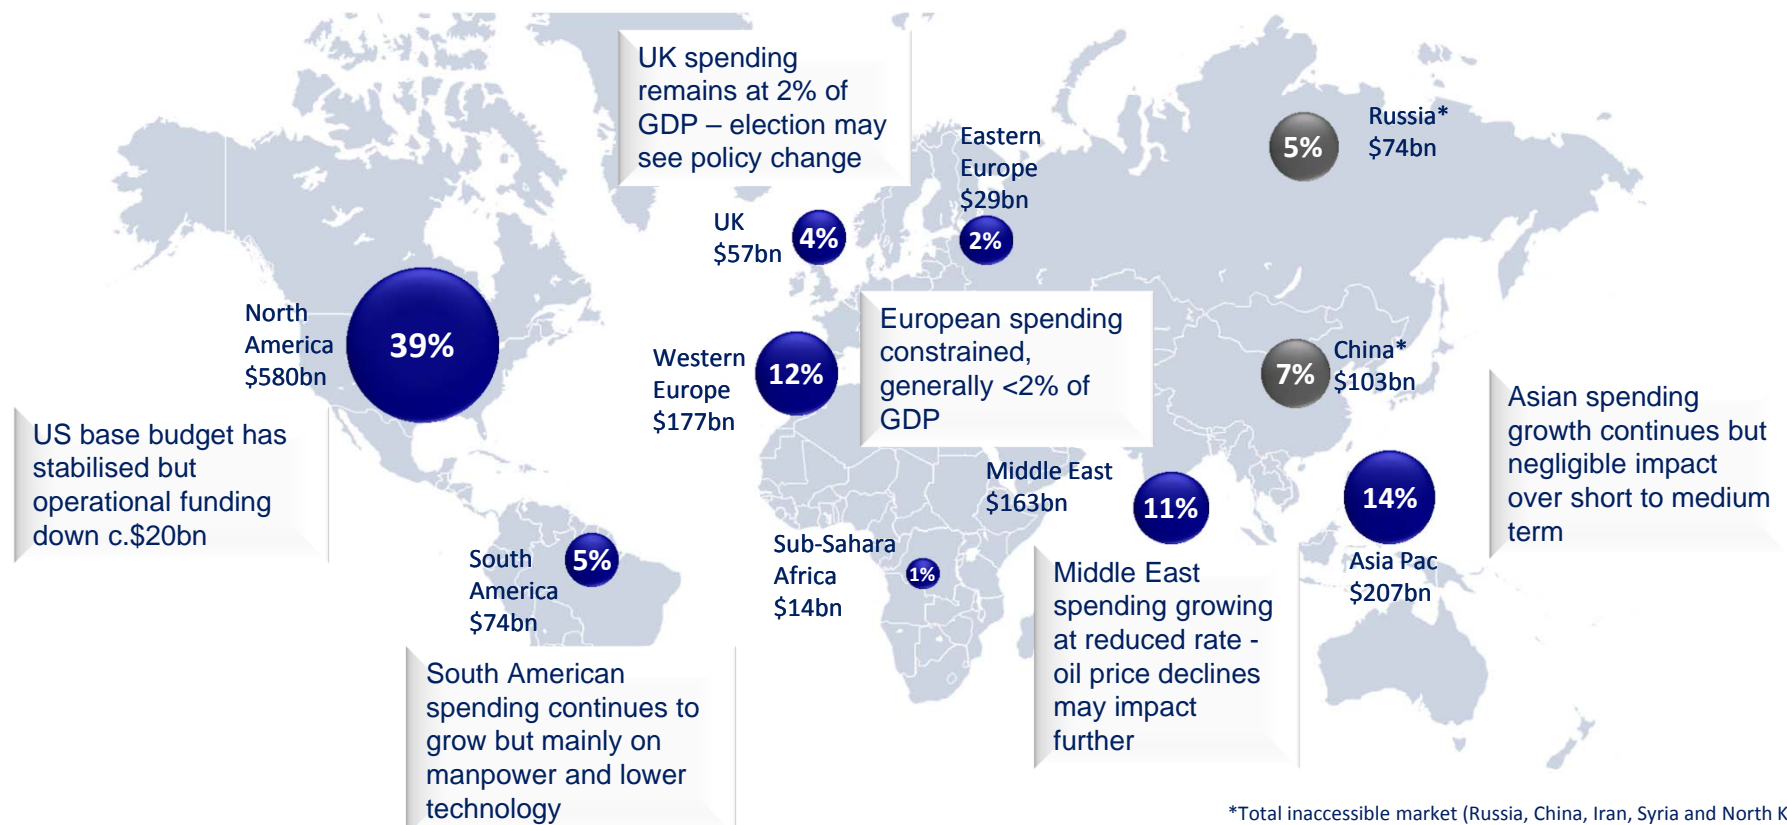 UK spending
remains at 2% of
GDP – election may
see policy change
Russia*
$74bn
5%
Eastern
Europe
$29bn
2%
UK
$57bn
4%
North
America
$580bn
39%
European spending
constrained,
generally <2% of
GDP
Western
Europe
$177bn
12%
China*
$103bn
7%
US base budget has
stabilised but
operational funding
down c.$20bn
Asian spending
growth continues but
negligible impact
over short to medium
term
Middle East
$163bn
11%
14%
Asia Pac
$207bn
South
America
$74bn
5%
Sub-Sahara
Africa
$14bn
1%
Middle East
spending growing
at reduced rate -
oil price declines
may impact
further
South American
spending continues to
grow but mainly on
manpower and lower
technology
*Total inaccessible market (Russia, China, Iran, Syria and North K